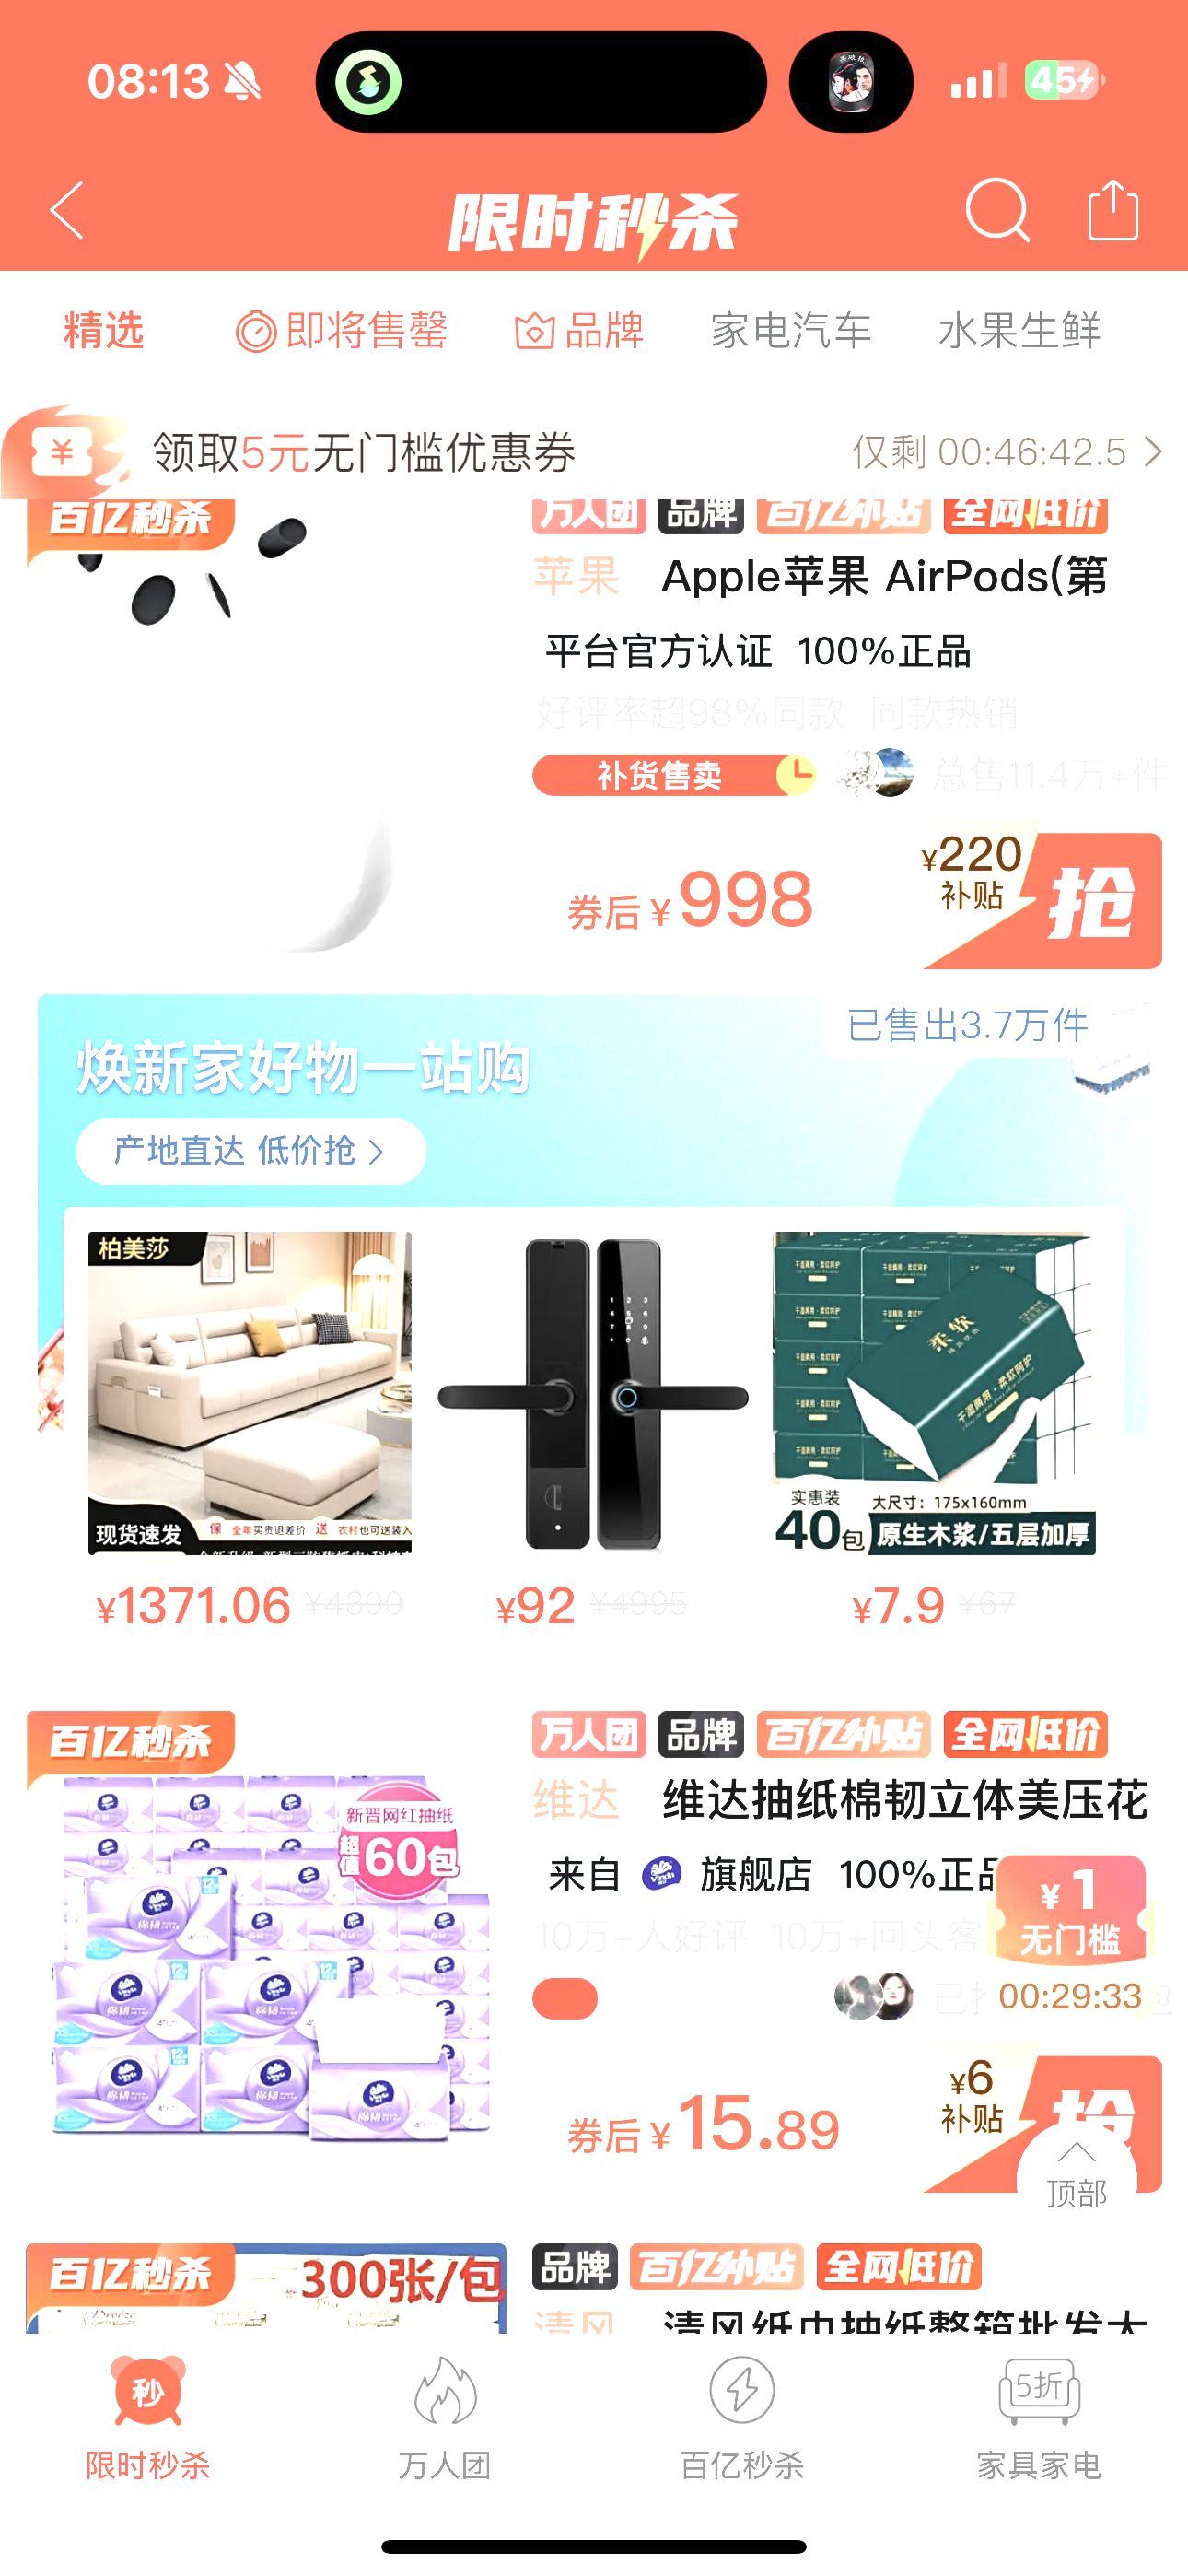 08:13
45
限时秒杀
精选 即将售罄 品牌 家电汽车 水果生鲜
¥ 领取5元无门槛优惠券 仅剩 00:46:42.5
百亿秒杀
万人团 品牌 百亿补贴 全网低价
苹果 Apple苹果 AirPods(第
平台官方认证 100%正品
好评率超98%同款 同款热销
补货售卖 总售11.4万+件
券后 ¥998
¥220
补贴
抢
焕新家好物一站购
已售出3.7万件
产地直达 低价抢
柏美莎
现货速发
保 全年买贵退差价 送 农村也可送装入
柔软
干湿两用·柔软呵护
实惠装
大尺寸：175x160mm
40包 原生木浆/五层加厚
¥1371.06 ¥4300
¥92 ¥4995
¥7.9 ¥67
百亿秒杀
新晋网红抽纸
超值60包
万人团 品牌 百亿补贴 全网低价
维达 维达抽纸棉韧立体美压花
来自 Vinda 旗舰店 100%正品
10万+人好评 10万+回头客
¥1
无门槛
00:29:33
券后 ¥15.89
¥6
补贴
抢
顶部
百亿秒杀
300张/包
品牌 百亿补贴 全网低价
清风 清风纸巾抽纸整箱批发大
秒 5折
限时秒杀 万人团 百亿秒杀 家具家电